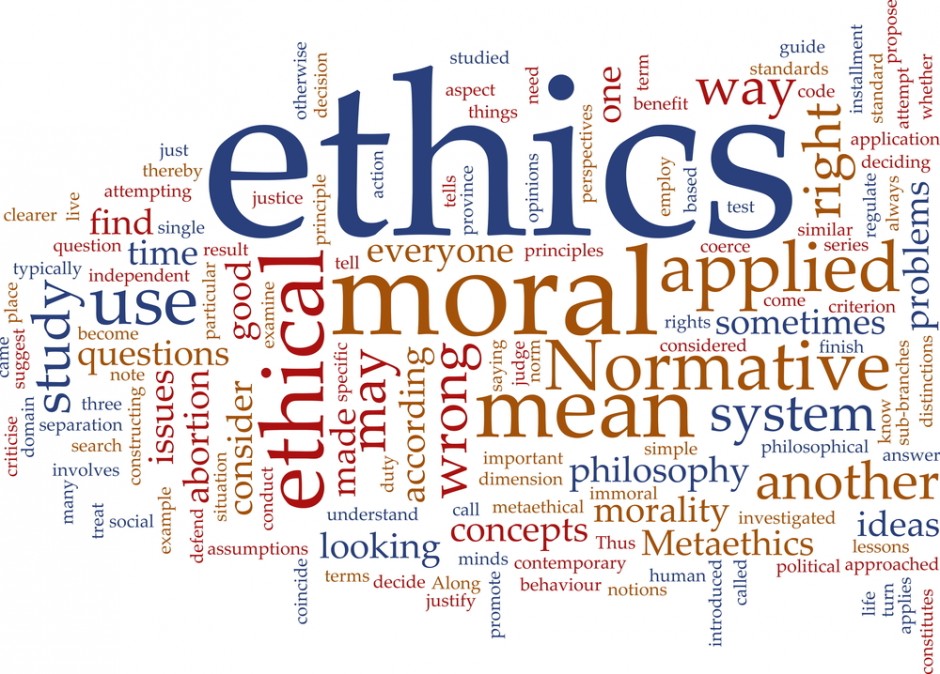 propose
guide
installment
otherwise
decision
studied
standards
standard
attempt
whether
need
one
term
aspect
way
code
things
benefit
ethics
perspectives
right
application
just
thereby
action
tells
province
opinions
employ
based
deciding
attempting
justice
principle
test
regulate
always
problems
clearer
live
find
single
similar
question
time
result
everyone
principles
coerce
series
typically
independent
good
ethical
tell
moral
applied
place
study
use
particular
examine
come
criterion
came
suggest
become
rights
sometimes
questions
specific
saying
judge
norm
considered
finish
distinctions
note
may
according
wrong
Normative
sub-branches
know
domain
three
constructing
issues
abortion
consider
made
mean
system
criticise
separation
search
simple
philosophical
answer
involves
situation
conduct
duty
important
dimension
philosophy
another
many
treat
social
example
defend
understand
call
metaethical
immoral
morality
investigated
ideas
assumptions
looking
concepts
Thus
Metaethics
lessons
coincide
minds
contemporary
political
approached
terms
decide
Along
promote
behaviour
notions
human
introduced
called
justify
life
turn
applies
constitutes